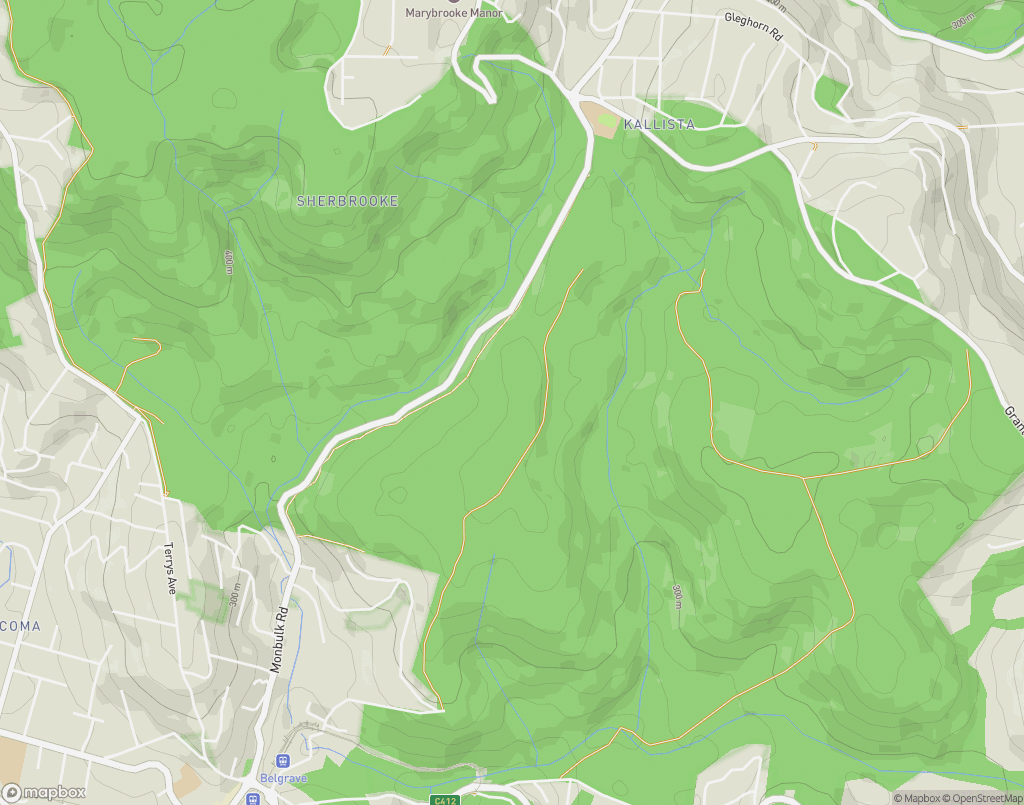 Marybrooke Manor
Gleghorn Rd
300 m
KALLISTA
SHERBROOKE
400 m
Terrys Ave
300 m
300 m
COMA
Monbulk Rd
Belgrave
C412
mapbox
© Mapbox © OpenStreetMap